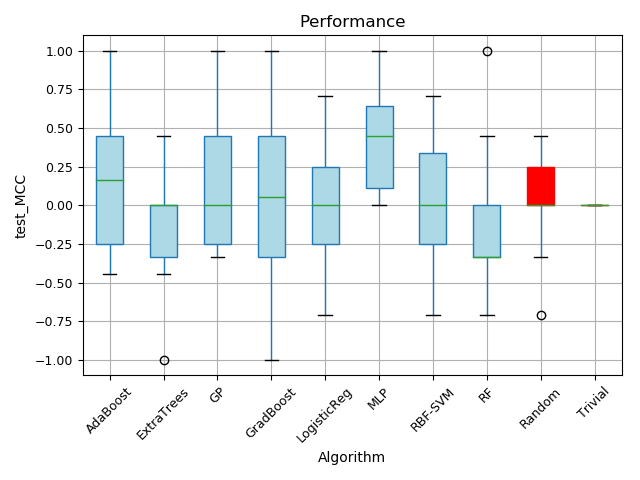 Performance
1.00
0.75
0.50
0.25
0.00
−0.25
−0.50
−0.75
−1.00
test_MCC
AdaBoost
ExtraTrees
GP
GradBoost
LogisticReg
MLP
RBF-SVM
RF
Random
Trivial
Algorithm